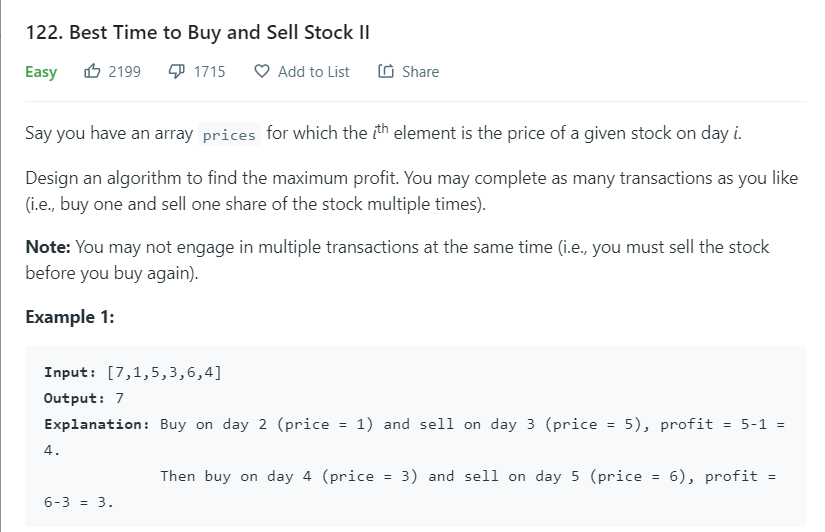 122. Best Time to Buy and Sell Stock II
Easy 2199 1715 Add to List Share
Say you have an array prices for which the ith element is the price of a given stock on day i.
Design an algorithm to find the maximum profit. You may complete as many transactions as you like
(i.e., buy one and sell one share of the stock multiple times).
Note: You may not engage in multiple transactions at the same time (i.e., you must sell the stock
before you buy again).
Example 1:
Input: [7,1,5,3,6,4]
Output: 7
Explanation: Buy on day 2 (price = 1) and sell on day 3 (price = 5), profit = 5-1 =
4.
Then buy on day 4 (price = 3) and sell on day 5 (price = 6), profit =
6-3 = 3.